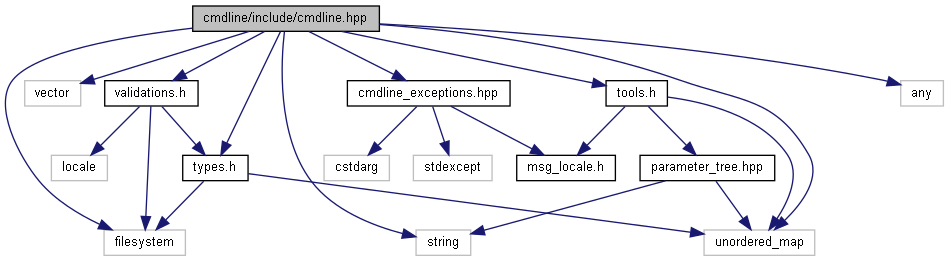 cmdline/include/cmdline.hpp
vector
validations.h
cmdline_exceptions.hpp
tools.h
any
locale
types.h
cstdarg
stdexcept
msg_locale.h
parameter_tree.hpp
filesystem
string
unordered_map